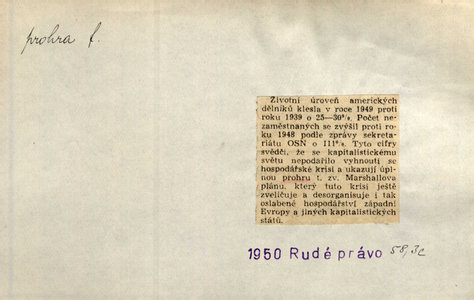 prohra f.
Životní úroveň amerických
dělníků klesla v roce 1949 proti
roku 1939 o 25—30%. Počet ne-
zaměstnaných se zvýšil proti ro-
ku 1948 podle zprávy sekreta-
riátu OSN o 111%. Tyto cifry
svědčí, že se kapitalistickému
světu nepodařilo vyhnouti se
hospodářské krisi a ukazují úpl-
nou prohru t. zv. Marshallova
plánu, který tuto krisi ještě
zveličuje a desorganisuje i tak
oslabené hospodářství západní
Evropy a jiných kapitalistických
států.
1950 Rudé právo 58, 3c